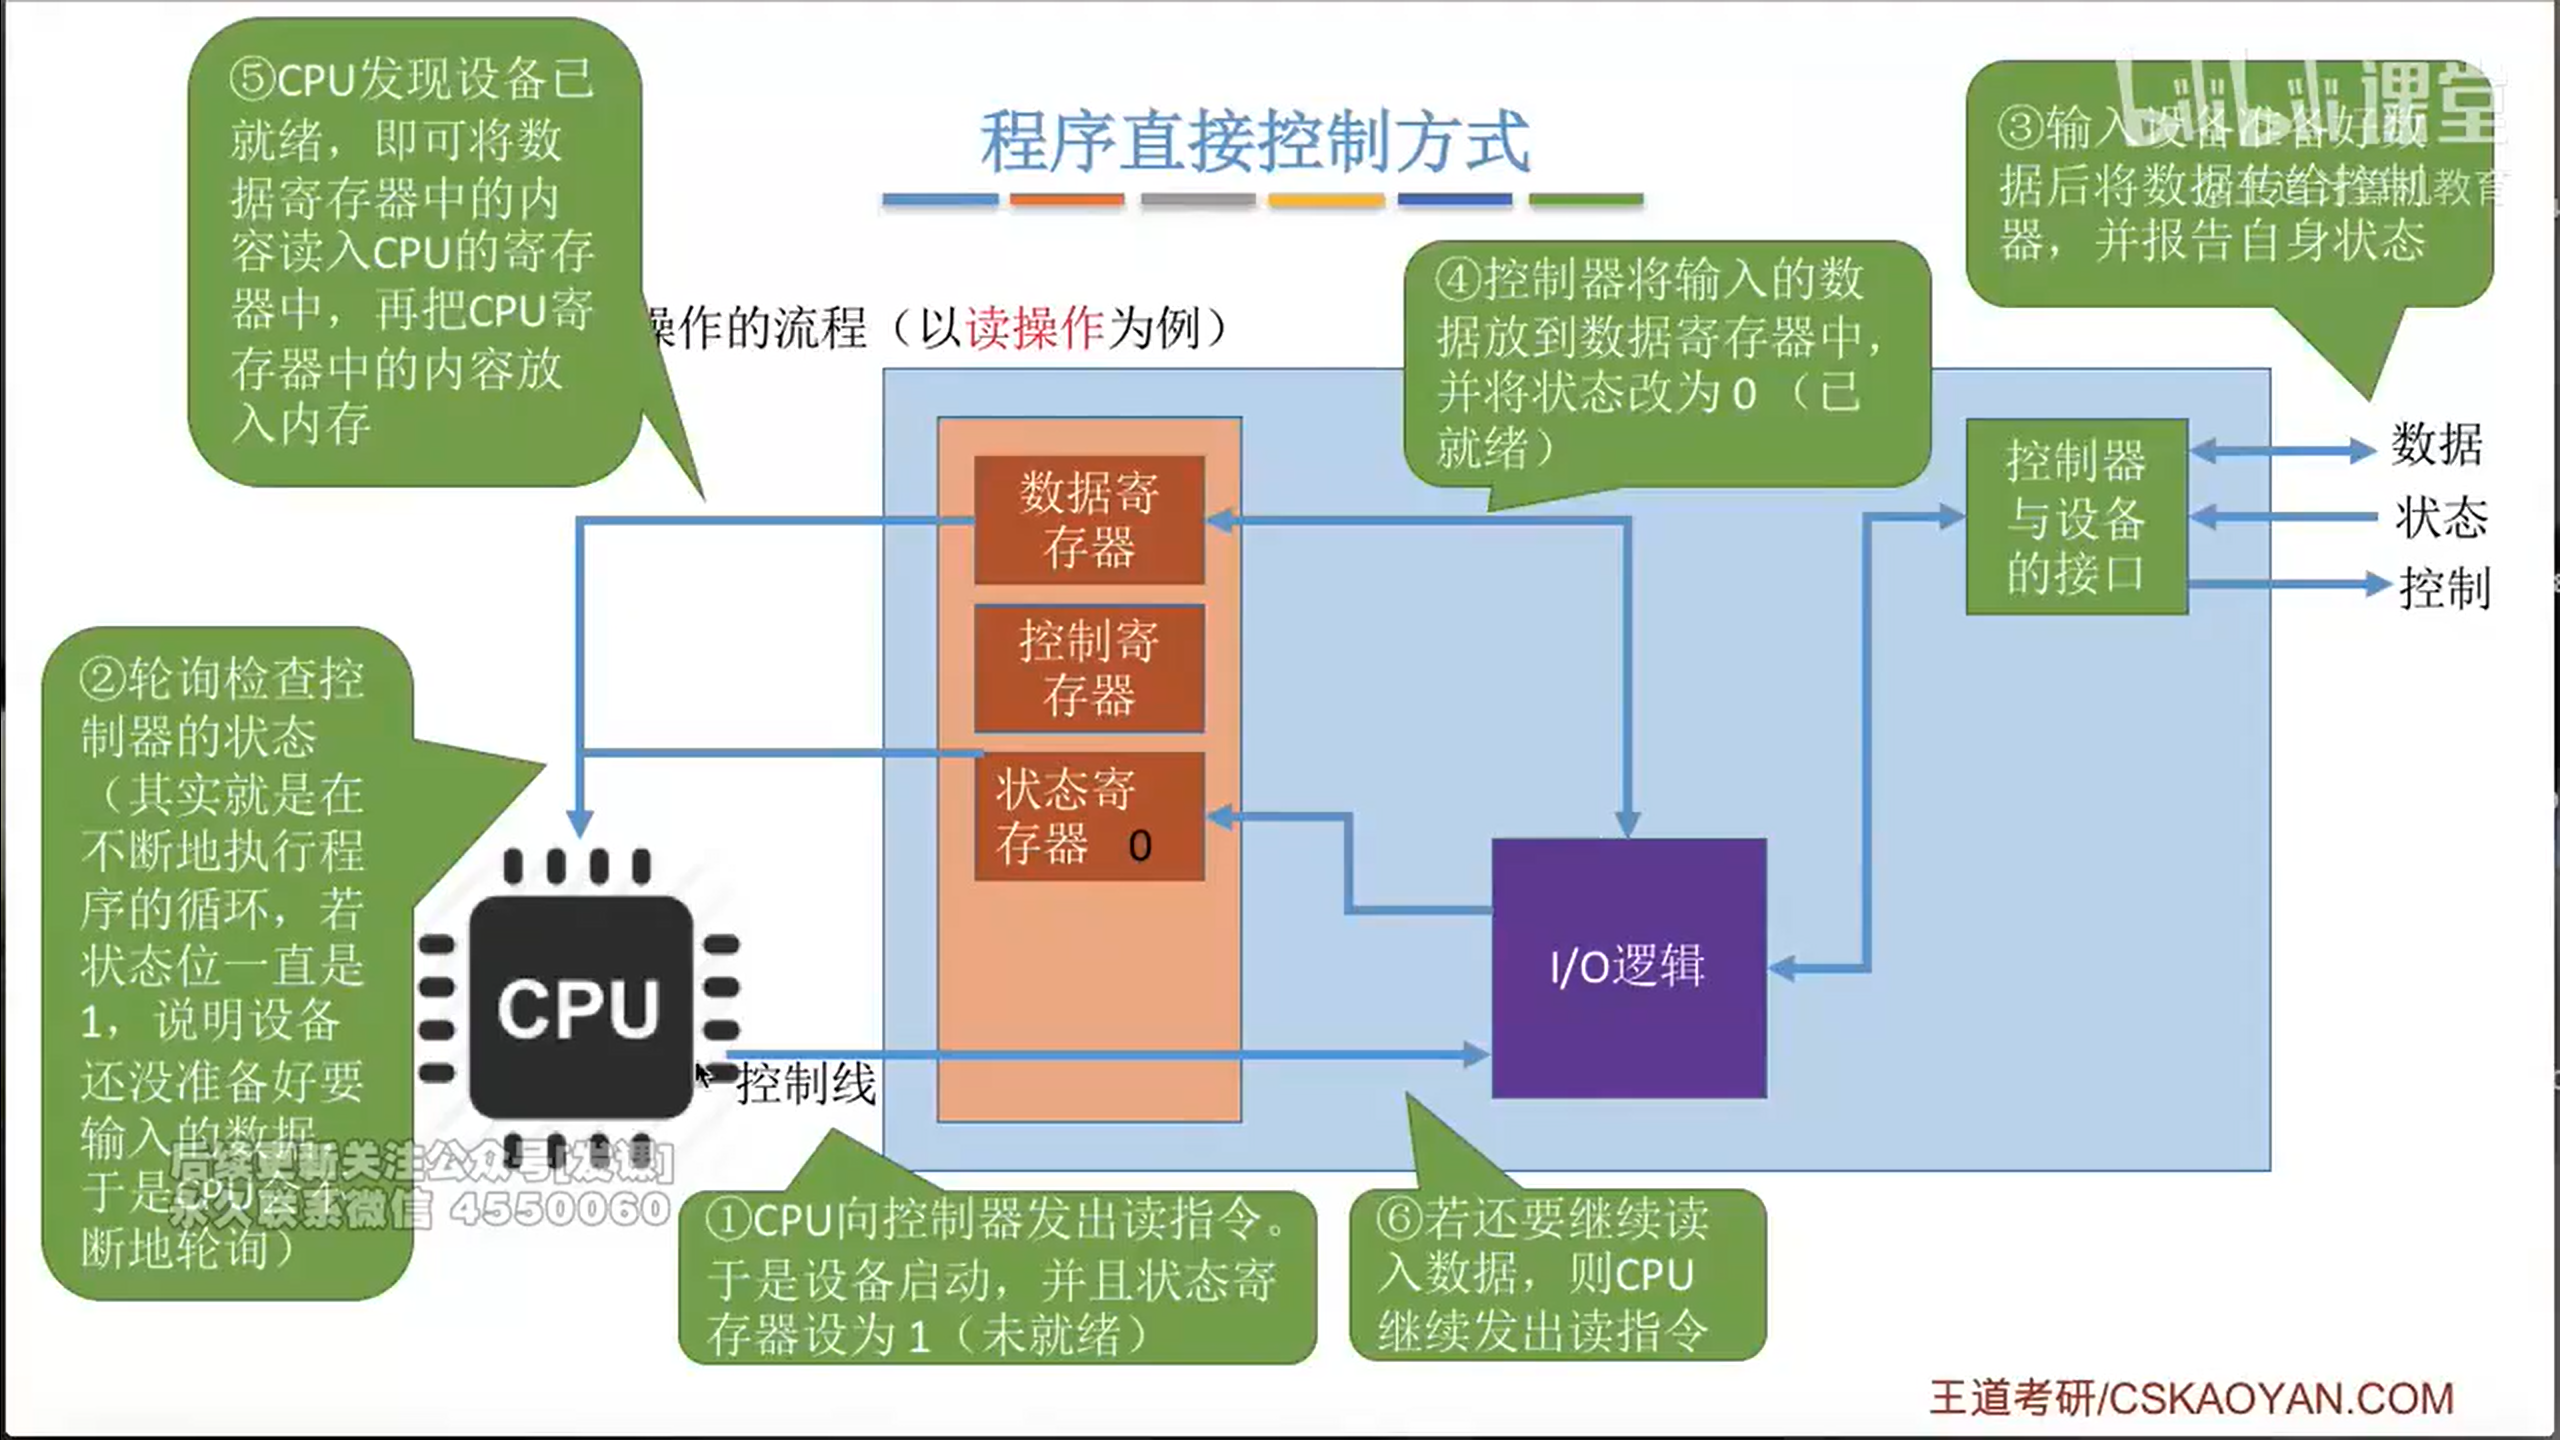 程序直接控制方式
操作的流程（以读操作为例）
①CPU向控制器发出读指令。
于是设备启动，并且状态寄
存器设为1（未就绪）
②轮询检查控
制器的状态
（其实就是在
不断地执行程
序的循环，若
状态位一直是
1，说明设备
还没准备好要
输入的数据
于是CPU会不
断地轮询）
③输入设备准备好数
据后将数据传给控制
器，并报告自身状态
④控制器将输入的数
据放到数据寄存器中，
并将状态改为0（已
就绪）
⑤CPU发现设备已
就绪，即可将数
据寄存器中的内
容读入CPU的寄存
器中，再把CPU寄
存器中的内容放
入内存
⑥若还要继续读
入数据，则CPU
继续发出读指令
数据寄
存器
控制寄
存器
状态寄
存器 0
控制器
与设备
的接口
数据
状态
控制
I/O逻辑
CPU
控制线
课堂
后续更新关注公众号[发课]
永久联系微信 4550060
王道考研/CSKAOYAN.COM